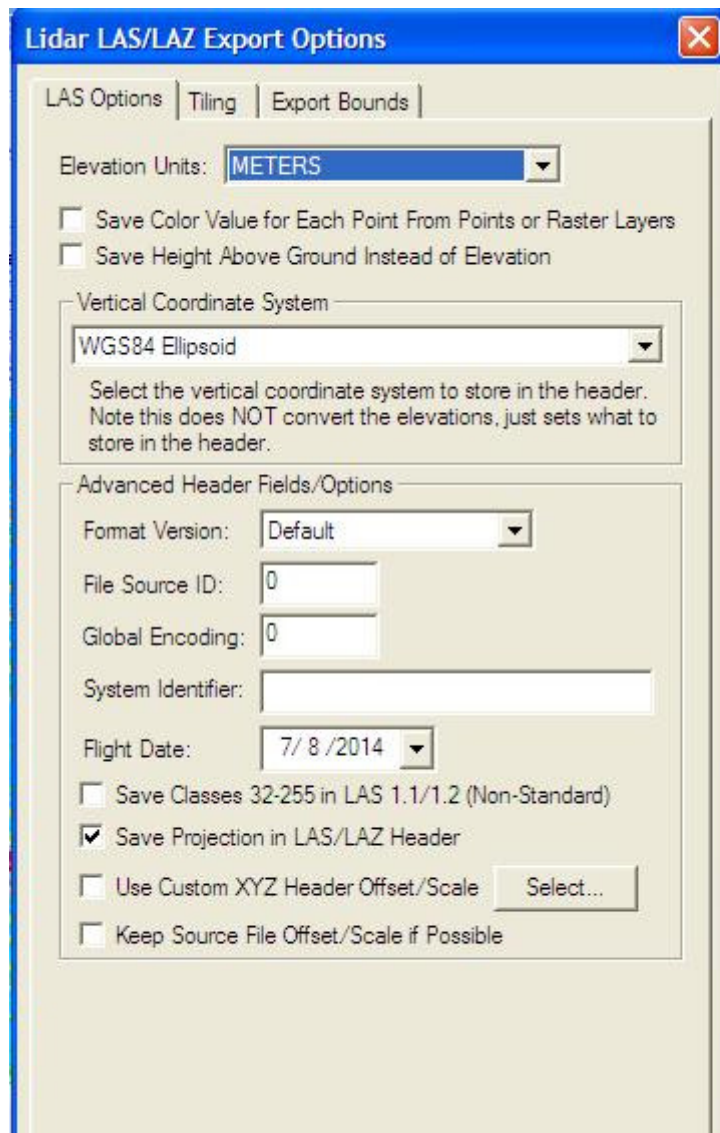 Lidar LAS/LAZ Export Options
LAS Options Tiling Export Bounds
Elevation Units: METERS
Save Color Value for Each Point From Points or Raster Layers
Save Height Above Ground Instead of Elevation
Vertical Coordinate System
WGS84 Ellipsoid
Select the vertical coordinate system to store in the header.
Note this does NOT convert the elevations, just sets what to
store in the header.
Advanced Header Fields/Options
Format Version: Default
File Source ID: 0
Global Encoding: 0
System Identifier:
Flight Date: 7/ 8 /2014
Save Classes 32-255 in LAS 1.1/1.2 (Non-Standard)
Save Projection in LAS/LAZ Header
Use Custom XYZ Header Offset/Scale Select...
Keep Source File Offset/Scale if Possible